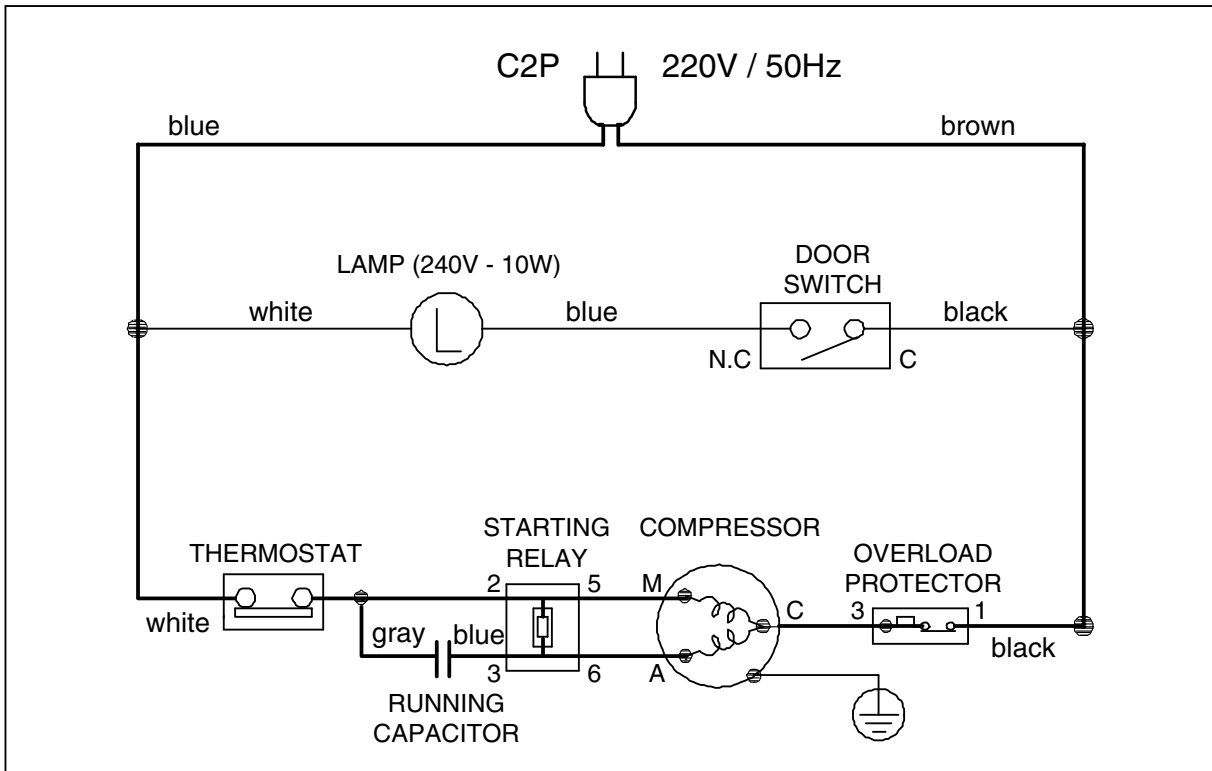 C2P 220V / 50Hz
blue
brown
LAMP (240V - 10W)
DOOR
SWITCH
white
blue
black
N.C
C
STARTING
RELAY
COMPRESSOR
THERMOSTAT
OVERLOAD
PROTECTOR
2
5
M
C
3
1
white
gray
blue
black
3
6
A
RUNNING
CAPACITOR